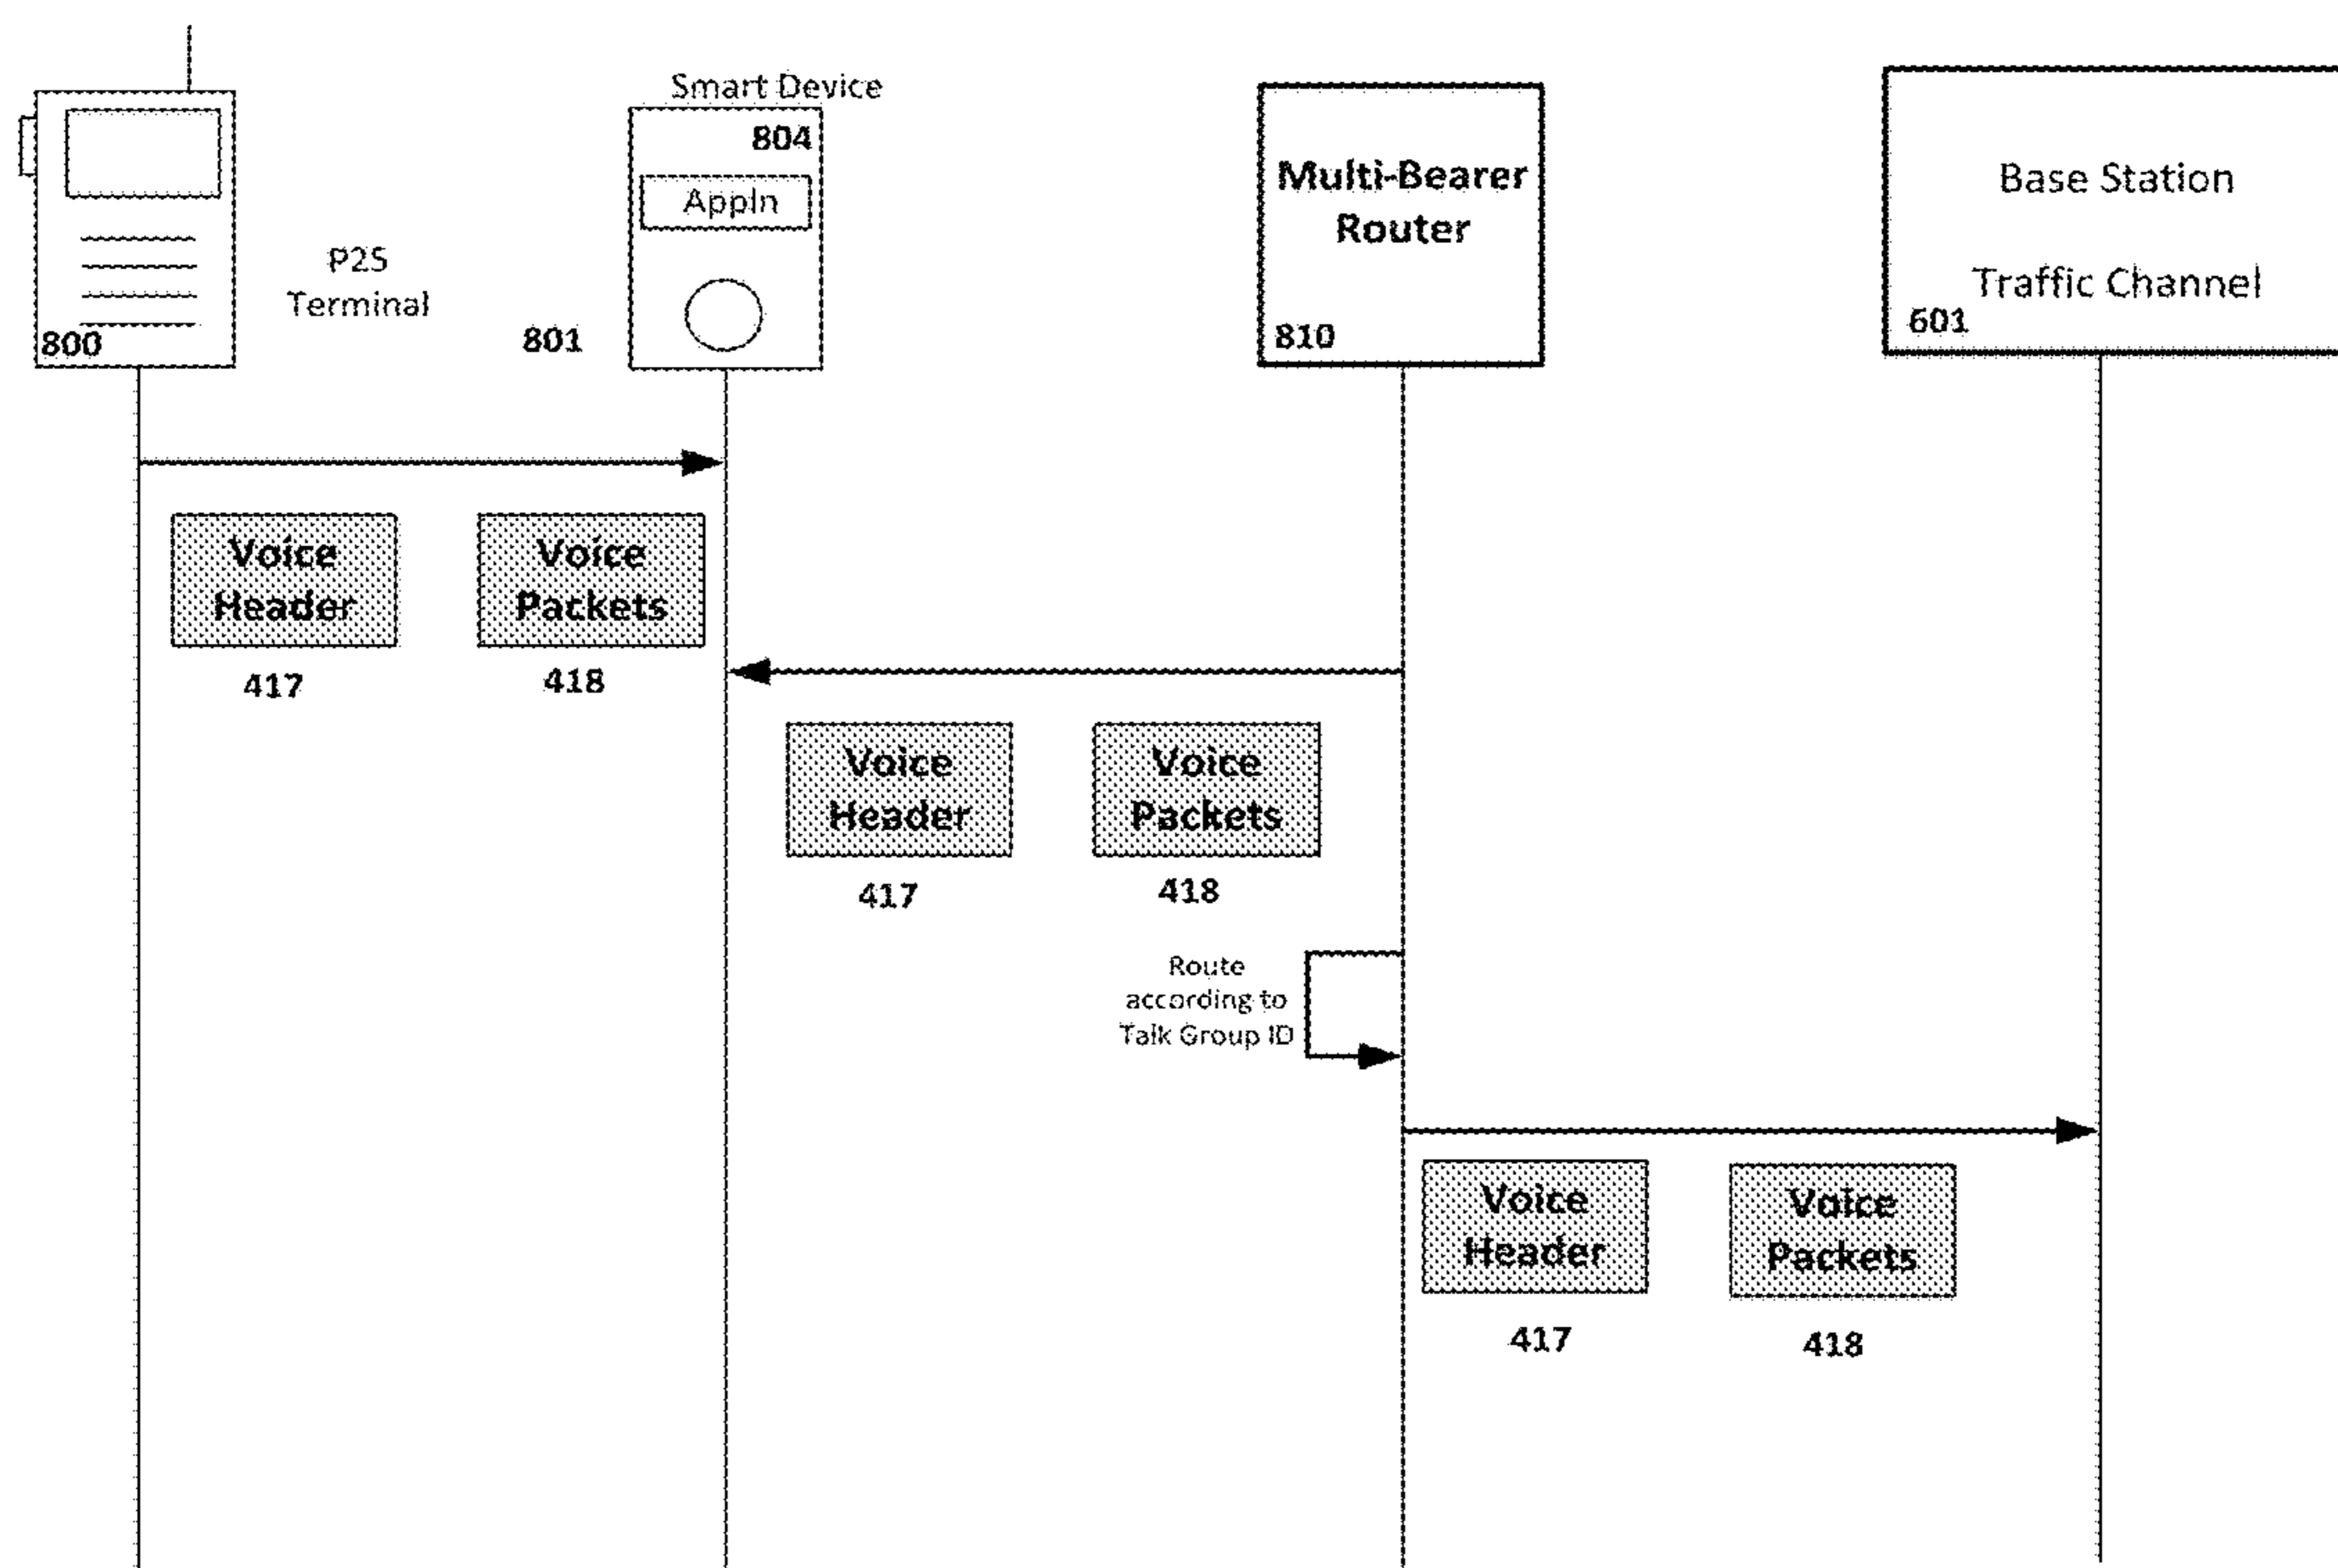 Smart Device
804
AppIn
P25
Terminal
800
801
Multi-Bearer
Router
810
Base Station
Traffic Channel
601
Voice
Header
Voice
Packets
417
418
Voice
Header
Voice
Packets
417
418
Route
according to
Talk Group ID
Voice
Header
Voice
Packets
417
418